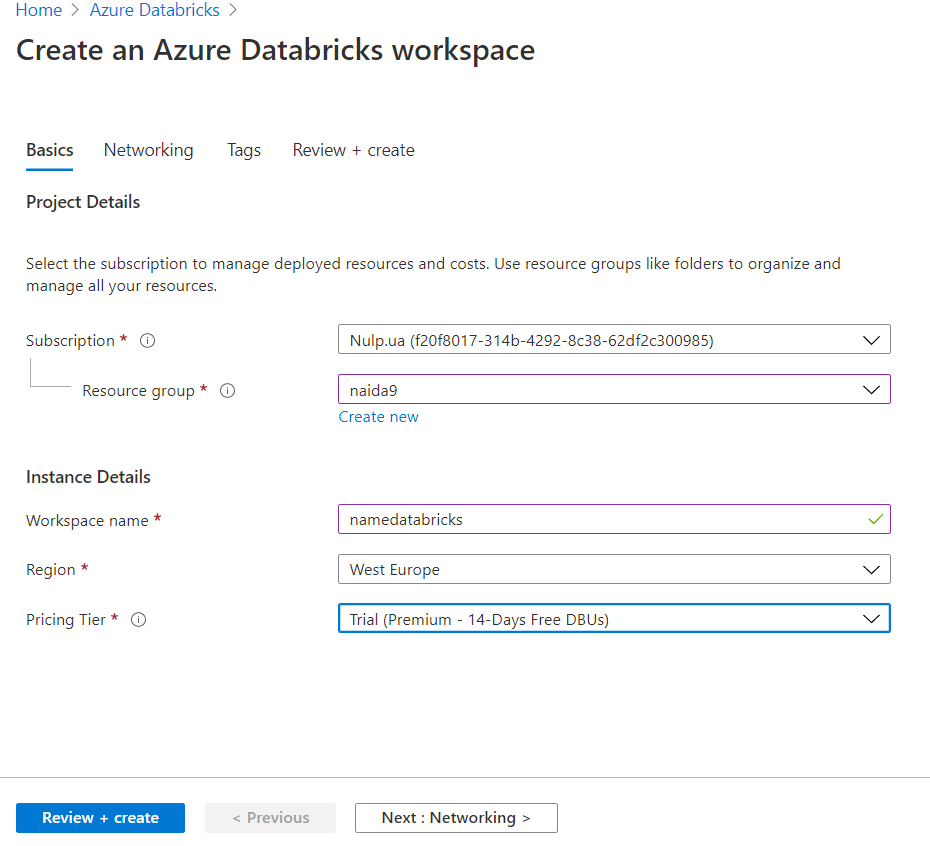 Home > Azure Databricks >
Create an Azure Databricks workspace
Basics Networking Tags Review + create
Project Details
Select the subscription to manage deployed resources and costs. Use resource groups like folders to organize and
manage all your resources.
Subscription * Nulp.ua (f20f8017-314b-4292-8c38-62df2c300985)
Resource group * naida9
Create new
Instance Details
Workspace name * namedatabricks
Region * West Europe
Pricing Tier * Trial (Premium - 14-Days Free DBUs)
Review + create < Previous Next : Networking >